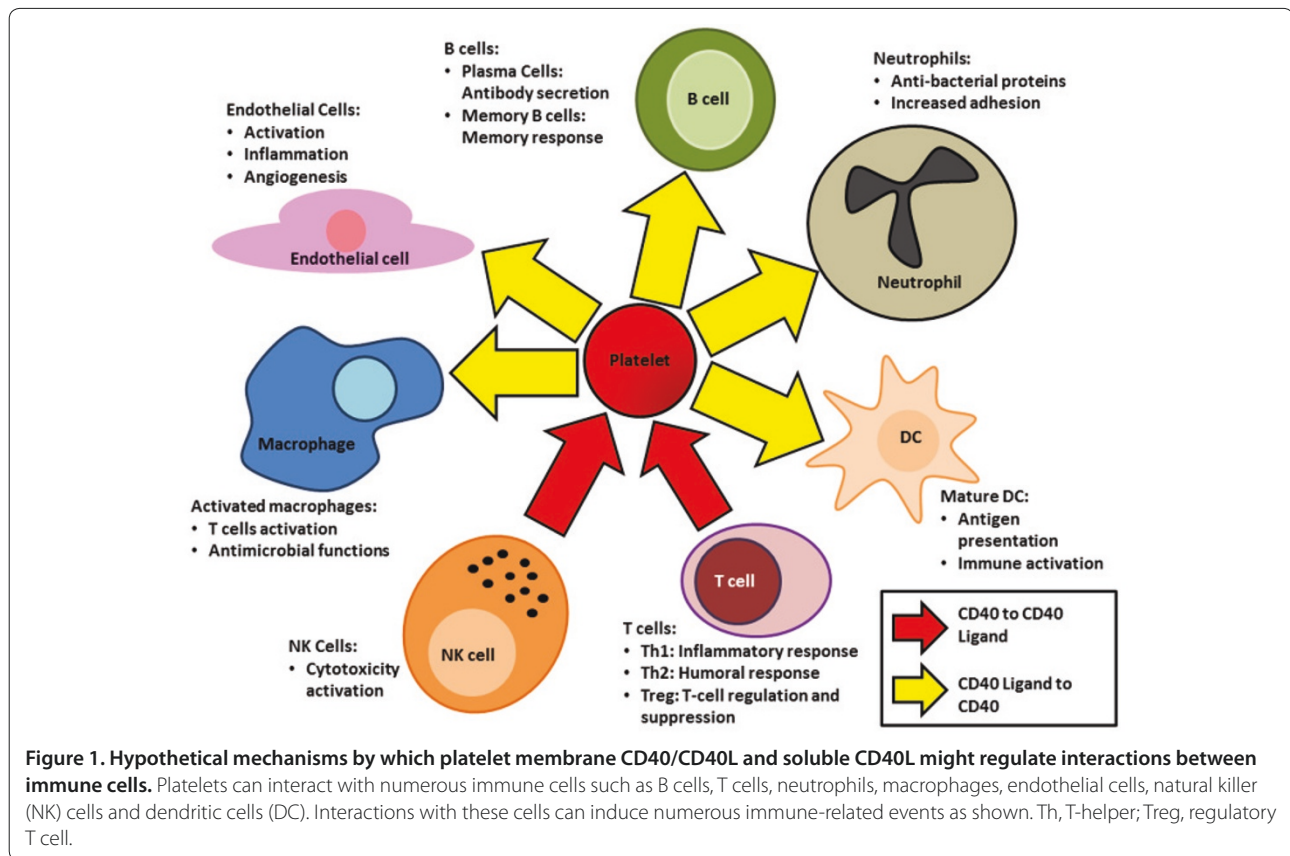 B cells:
• Plasma Cells:
Antibody secretion
• Memory B cells:
Memory response
B cell
Neutrophils:
• Anti-bacterial proteins
• Increased adhesion
Neutrophil
Endothelial Cells:
• Activation
• Inflammation
• Angiogenesis
Endothelial cell
Platelet
Macrophage
Activated macrophages:
• T cells activation
• Antimicrobial functions
DC
Mature DC:
• Antigen
presentation
• Immune activation
NK Cells:
• Cytotoxicity
activation
NK cell
T cell
T cells:
• Th1: Inflammatory response
• Th2: Humoral response
• Treg: T-cell regulation and
suppression
CD40 to CD40
Ligand
CD40 Ligand to
CD40
Figure 1. Hypothetical mechanisms by which platelet membrane CD40/CD40L and soluble CD40L might regulate interactions between
immune cells. Platelets can interact with numerous immune cells such as B cells, T cells, neutrophils, macrophages, endothelial cells, natural killer
(NK) cells and dendritic cells (DC). Interactions with these cells can induce numerous immune-related events as shown. Th, T-helper; Treg, regulatory
T cell.